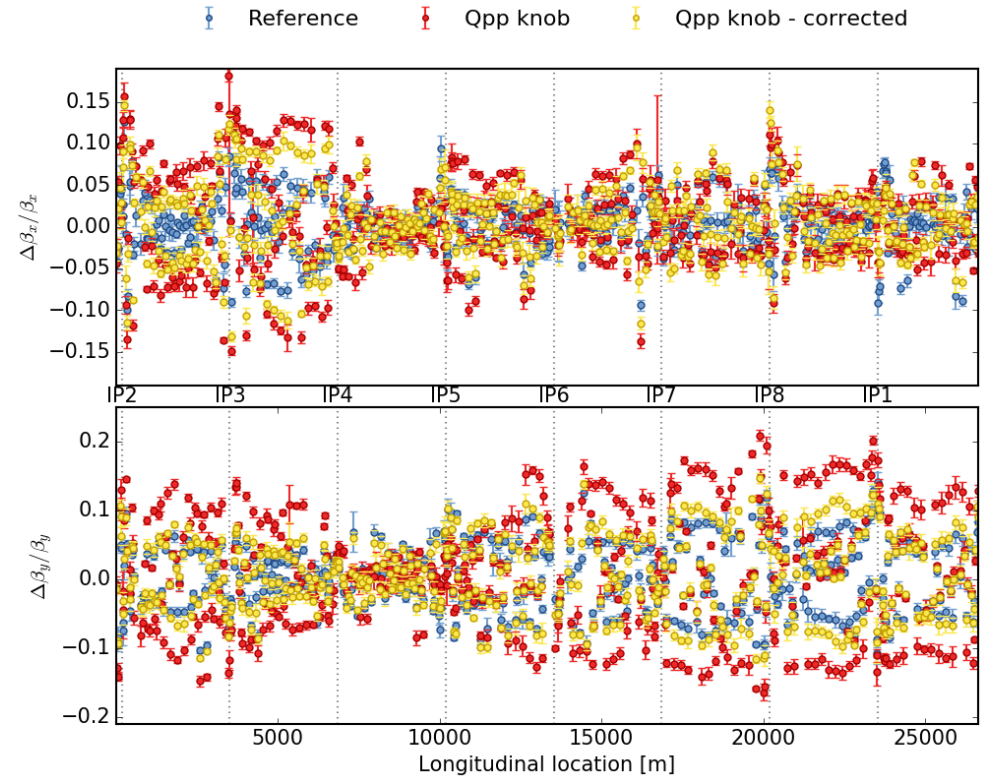 Reference Qpp knob Qpp knob - corrected
0.15
0.10
0.05
0.00
−0.05
−0.10
−0.15
Δβx/βx
IP2 IP3 IP4 IP5 IP6 IP7 IP8 IP1
0.2
0.1
0.0
−0.1
−0.2
Δβy/βy
5000 10000 15000 20000 25000
Longitudinal location [m]